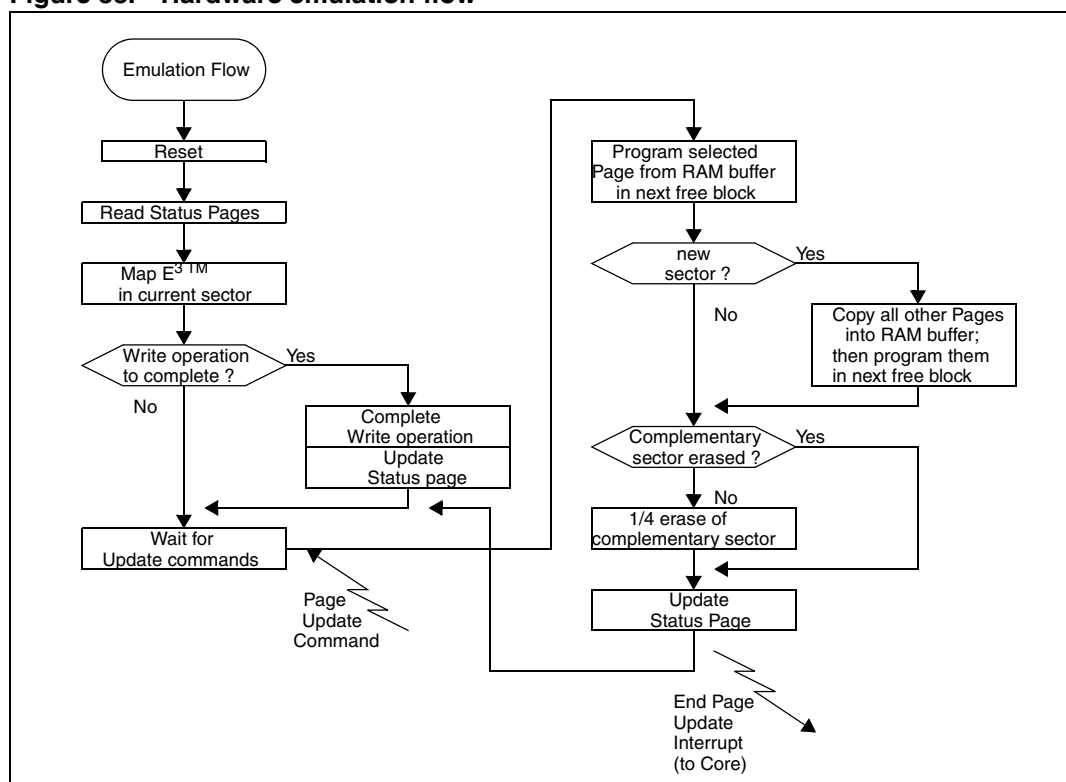 Figure Hardware emulation flow
Emulation Flow
Reset
Read Status Pages
Map E3 TM
in current sector
Write operation
to complete ?
Yes
No
Complete
Write operation
Update
Status page
Wait for
Update commands
Page
Update
Command
Program selected
Page from RAM buffer
in next free block
new
sector ?
Yes
No
Copy all other Pages
into RAM buffer;
then program them
in next free block
Complementary
sector erased ?
Yes
No
1/4 erase of
complementary sector
Update
Status Page
End Page
Update
Interrupt
(to Core)